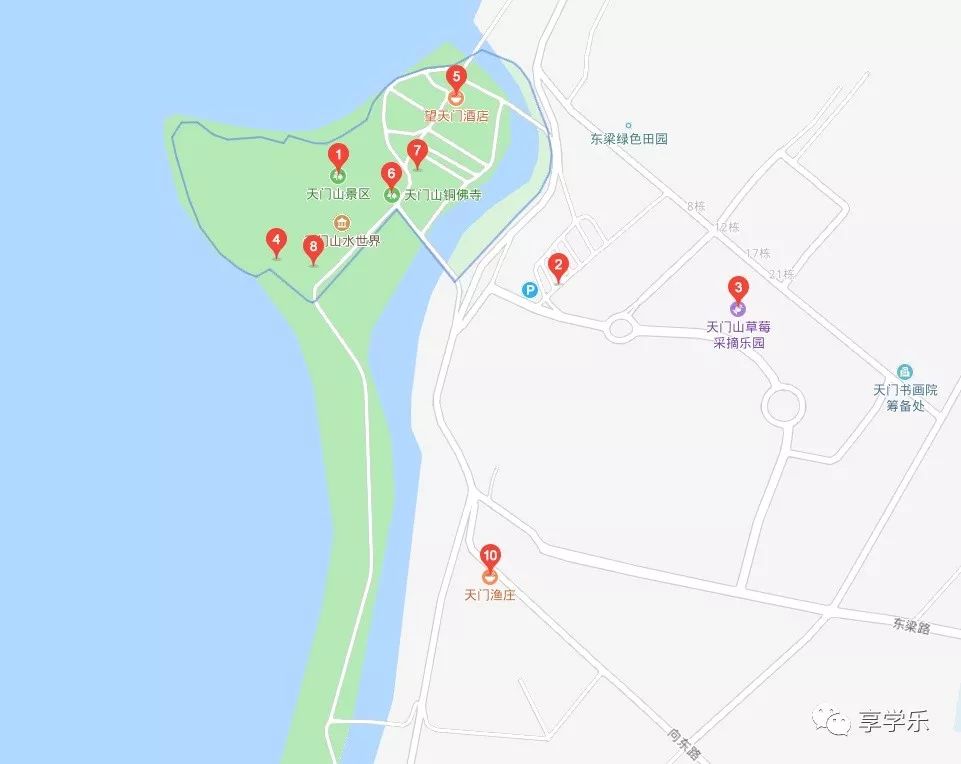 5
望天门酒店
东梁绿色田园
1
7
6
天门山景区
天门山铜佛寺
8栋
12栋
4
8
天门山水世界
17栋
21栋
2
P
3
天门山草莓
采摘乐园
天门书画院
筹备处
10
天门渔庄
东梁路
向东路
享学乐